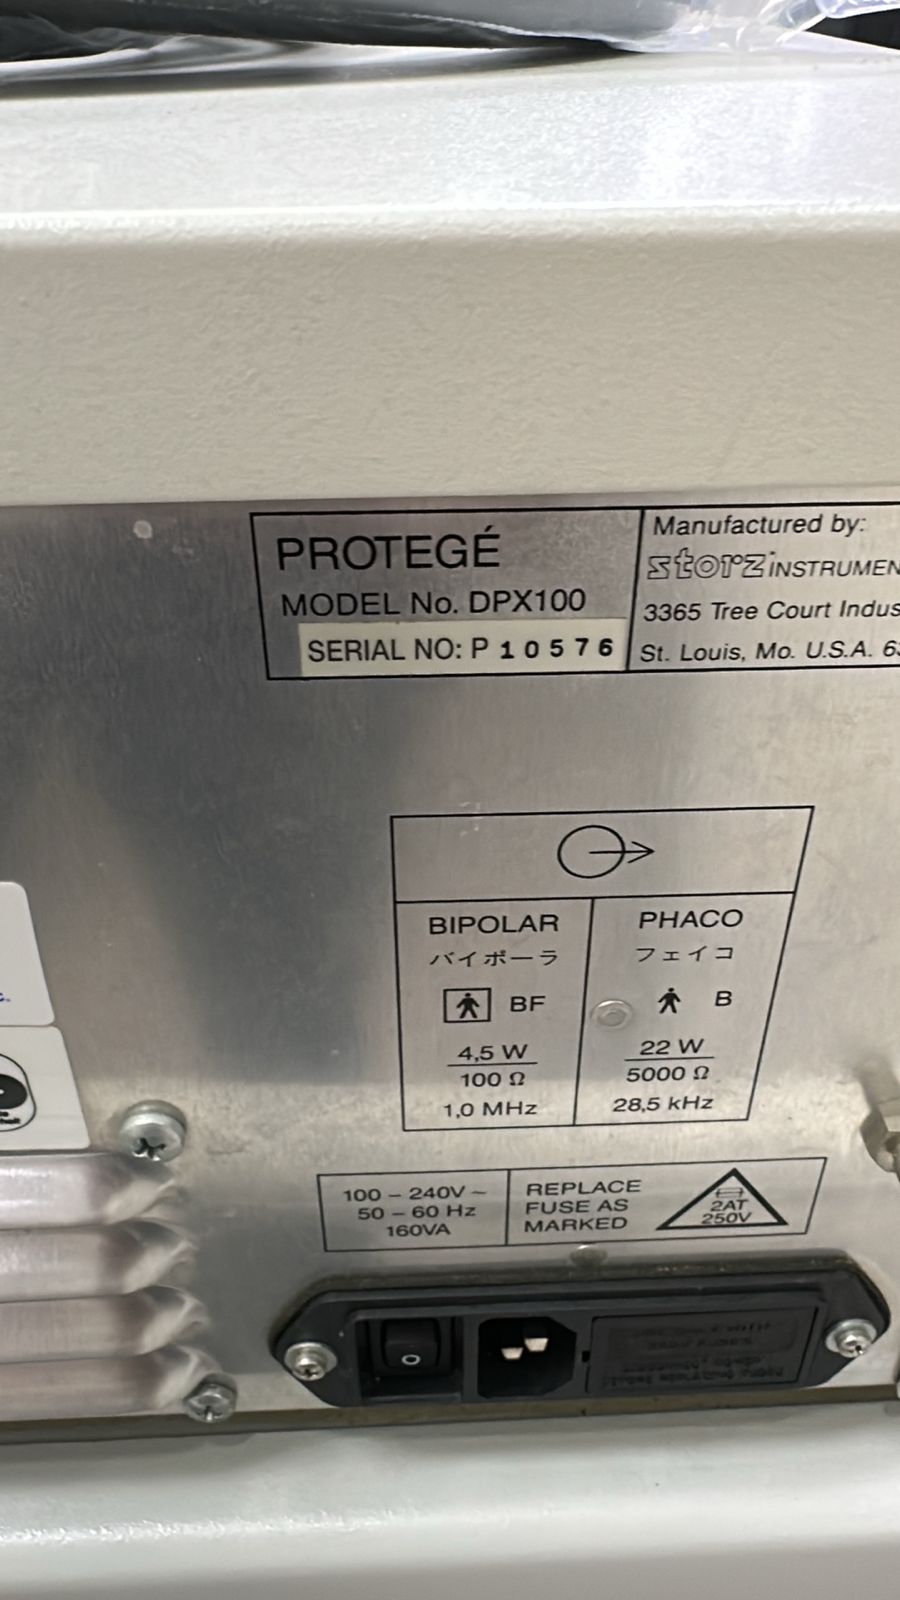 PROTEGÉ
MODEL No. DPX100
SERIAL NO: P 10576
Manufactured by:
storz INSTRUMEN
3365 Tree Court Indus
St. Louis, Mo. U.S.A. 63
BIPOLAR
バイポーラ
BF
4,5 W
100 Ω
1,0 MHz
PHACO
フェイコ
B
22 W
5000 Ω
28,5 kHz
100 – 240V ~
50 – 60 Hz
160VA
REPLACE
FUSE AS
MARKED
2AT
250V